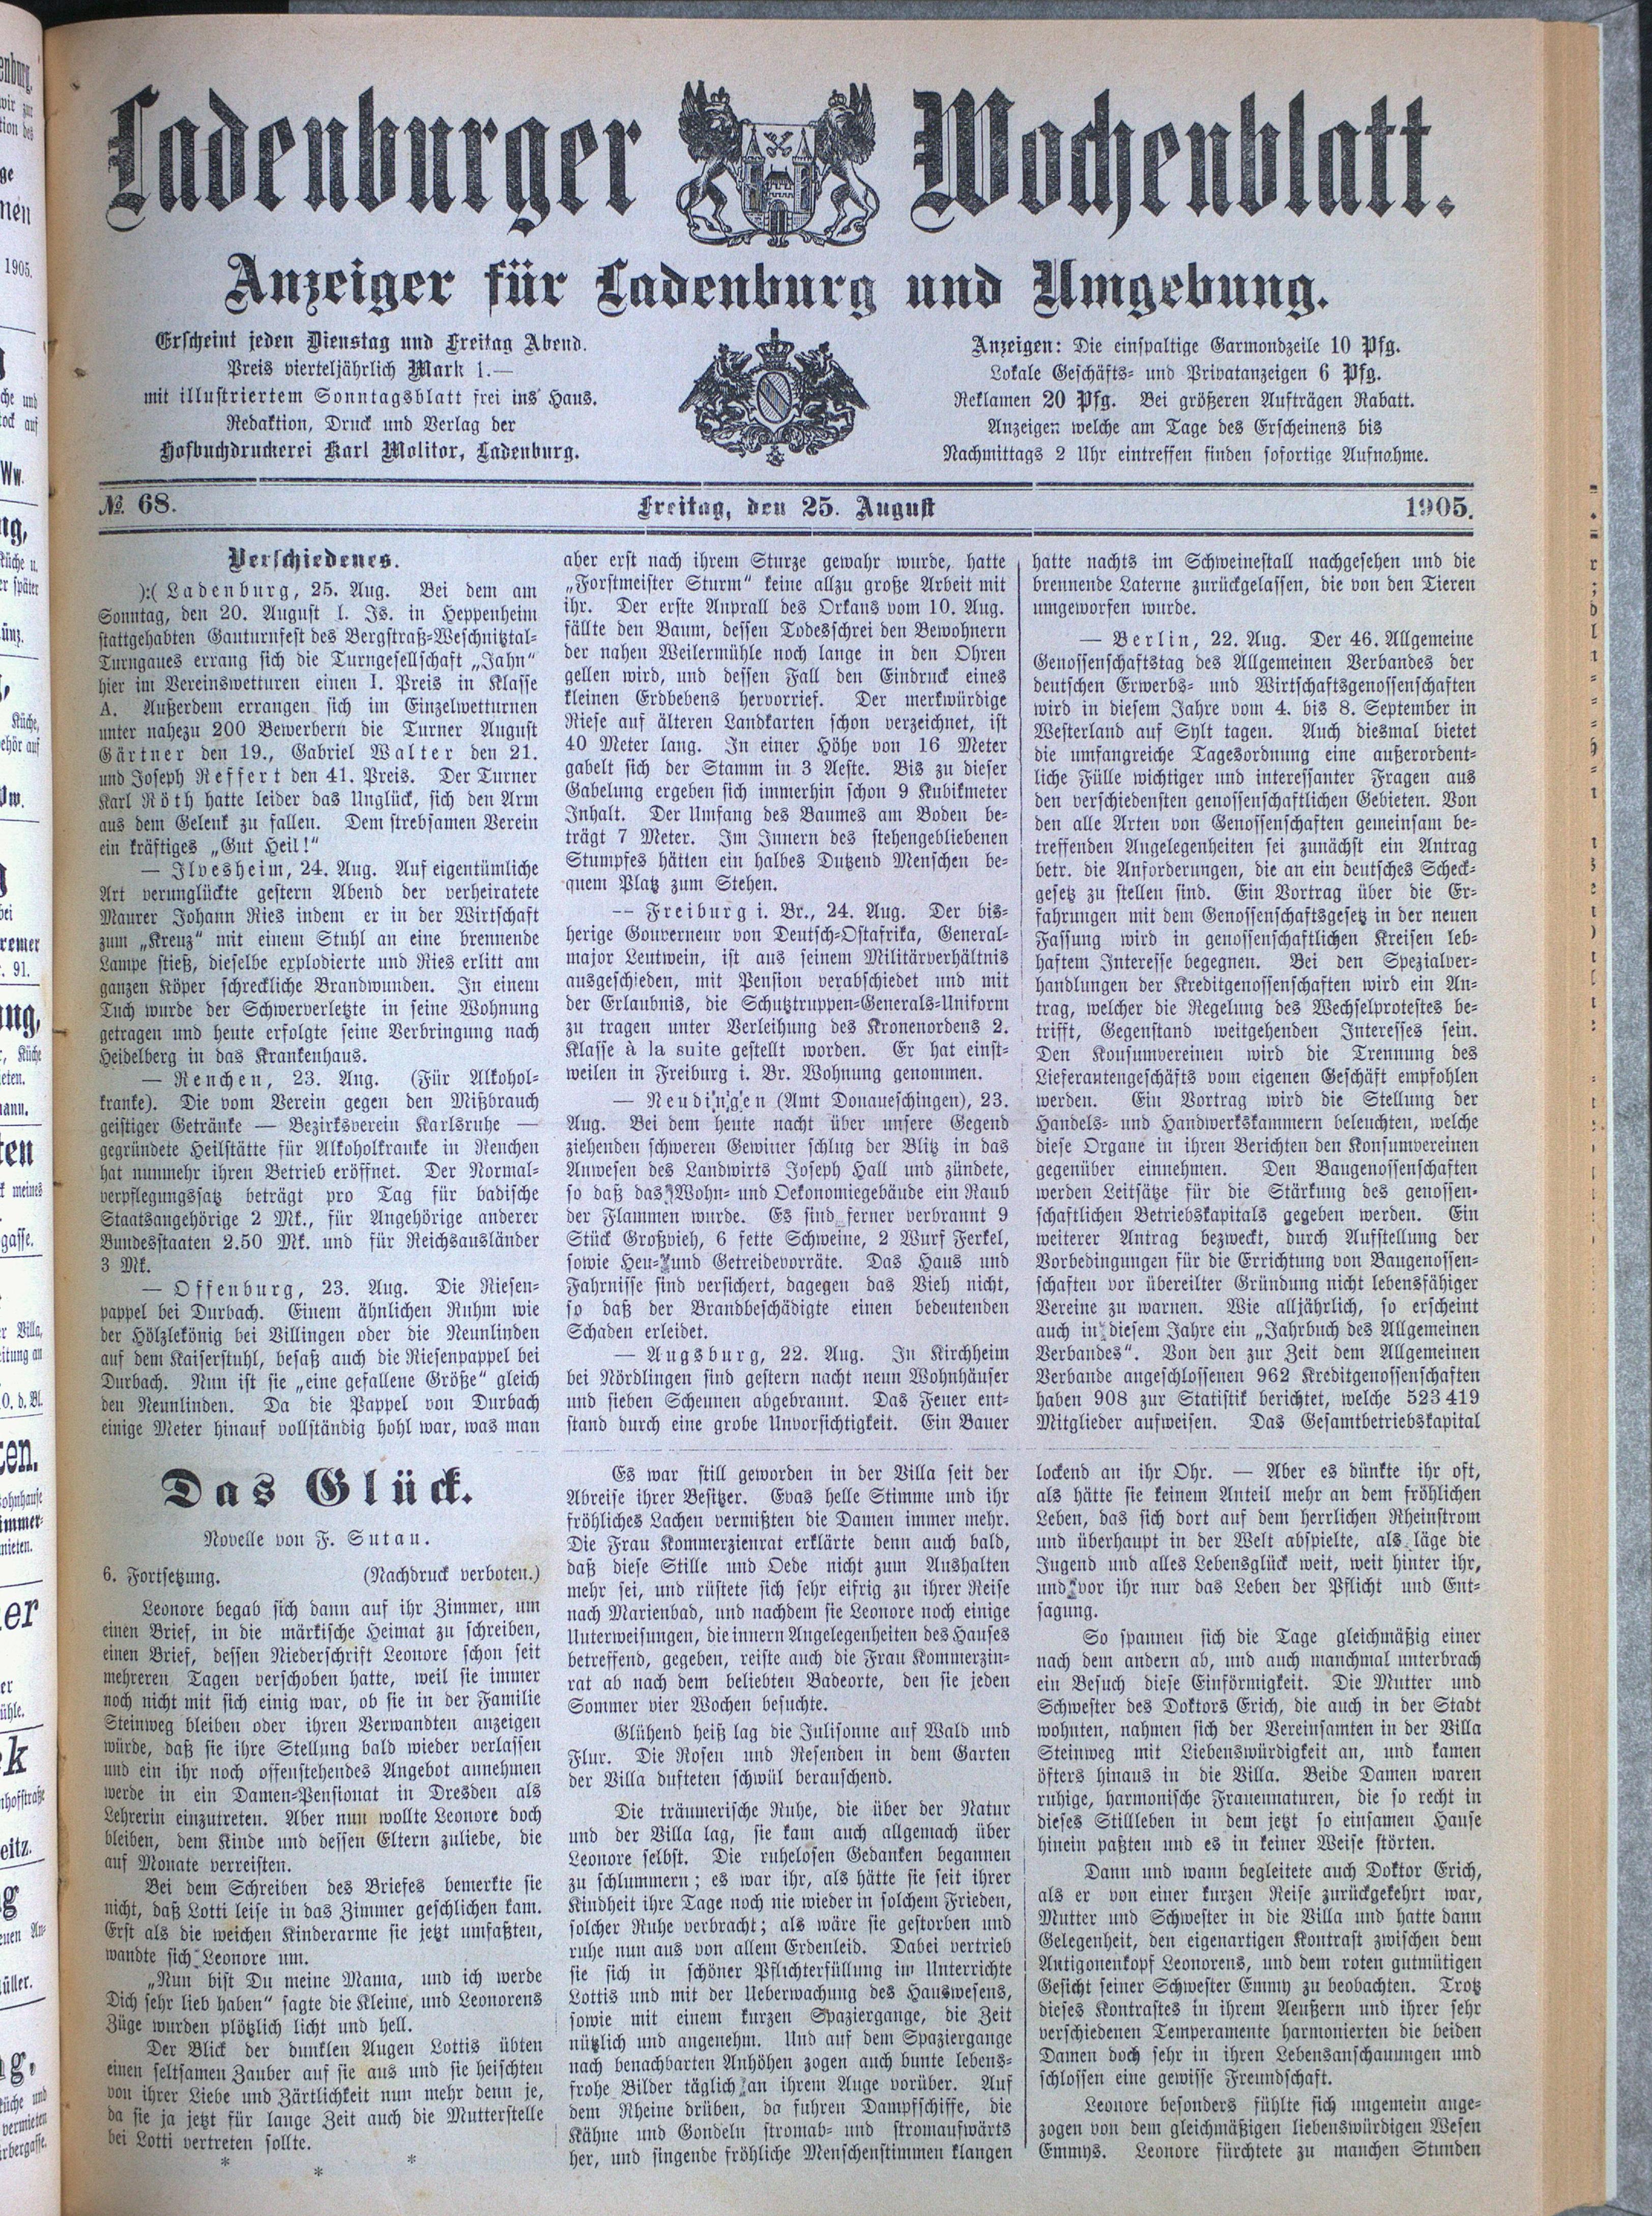 Ladenburger Wochenblatt.
Anzeiger für Ladenburg und Umgebung.
Erscheint jeden Dienstag und Freitag Abend.
Preis vierteljährlich Mark 1.—
mit illustriertem Sonntagsblatt frei ins Haus.
Redaktion, Druck und Verlag der
Hofbuchdruckerei Karl Molitor, Ladenburg.
Anzeigen: Die einspaltige Garmondzeile 10 Pfg.
Lokale Geschäfts- und Privatanzeigen 6 Pfg.
Reklamen 20 Pfg. Bei größeren Aufträgen Rabatt.
Anzeigen welche am Tage des Erscheinens bis
Nachmittags 2 Uhr eintreffen finden sofortige Aufnahme.
№ 68. Freitag, den 25. August 1905.
Verschiedenes.
):( Ladenburg, 25. Aug. Bei dem am
Sonntag, den 20. August l. Js. in Heppenheim
stattgehabten Gauturnfest des Bergstraß-Weschnitztal-
Turngaues errang sich die Turngesellschaft „Jahn“
hier im Vereinswetturen einen I. Preis in Klasse
A. Außerdem errangen sich im Einzelwetturnen
unter nahezu 200 Bewerbern die Turner August
Gärtner den 19., Gabriel Walter den 21.
und Joseph Reffert den 41. Preis. Der Turner
Karl Röth hatte leider das Unglück, sich den Arm
aus dem Gelenk zu fallen. Dem strebsamen Verein
ein kräftiges „Gut Heil!“
— Ilvesheim, 24. Aug. Auf eigentümliche
Art verunglückte gestern Abend der verheiratete
Maurer Johann Ries indem er in der Wirtschaft
zum „Kreuz“ mit einem Stuhl an eine brennende
Lampe stieß, dieselbe explodierte und Ries erlitt am
ganzen Köper schreckliche Brandwunden. In einem
Tuch wurde der Schwerverletzte in seine Wohnung
getragen und heute erfolgte seine Verbringung nach
Heidelberg in das Krankenhaus.
— Renchen, 23. Aug. (Für Alkohol-
kranke). Die vom Verein gegen den Mißbrauch
geistiger Getränke — Bezirksverein Karlsruhe —
gegründete Heilstätte für Alkoholkranke in Renchen
hat nunmehr ihren Betrieb eröffnet. Der Normal-
verpflegungssatz beträgt pro Tag für badische
Staatsangehörige 2 Mk., für Angehörige anderer
Bundesstaaten 2.50 Mk. und für Reichsausländer
3 Mk.
— Offenburg, 23. Aug. Die Riesen-
pappel bei Durbach. Einem ähnlichen Ruhm wie
der Hölzlekönig bei Villingen oder die Neunlinden
auf dem Kaiserstuhl, besaß auch die Riesenpappel bei
Durbach. Nun ist sie „eine gefallene Größe“ gleich
den Neunlinden. Da die Pappel von Durbach
einige Meter hinauf vollständig hohl war, was man
aber erst nach ihrem Sturze gewahr wurde, hatte
„Forstmeister Sturm“ keine allzu große Arbeit mit
ihr. Der erste Anprall des Orkans vom 10. Aug.
fällte den Baum, dessen Todesschrei den Bewohnern
der nahen Weilermühle noch lange in den Ohren
gellen wird, und dessen Fall den Eindruck eines
kleinen Erdbebens hervorrief. Der merkwürdige
Riese auf älteren Landkarten schon verzeichnet, ist
40 Meter lang. In einer Höhe von 16 Meter
gabelt sich der Stamm in 3 Aeste. Bis zu dieser
Gabelung ergeben sich immerhin schon 9 Kubikmeter
Inhalt. Der Umfang des Baumes am Boden be-
trägt 7 Meter. Im Innern des stehengebliebenen
Stumpfes hätten ein halbes Dutzend Menschen be-
quem Platz zum Stehen.
— Freiburg i. Br., 24. Aug. Der bis-
herige Gouverneur von Deutsch-Ostafrika, General-
major Leutwein, ist aus seinem Militärverhältnis
ausgeschieden, mit Pension verabschiedet und mit
der Erlaubnis, die Schutztruppen-Generals-Uniform
zu tragen unter Verleihung des Kronenordens 2.
Klasse à la suite gestellt worden. Er hat einst-
weilen in Freiburg i. Br. Wohnung genommen.
— Neudingen (Amt Donaueschingen), 23.
Aug. Bei dem heute nacht über unsere Gegend
ziehenden schweren Gewitter schlug der Blitz in das
Anwesen des Landwirts Joseph Hall und zündete,
so daß das Wohn- und Oekonomiegebäude ein Raub
der Flammen wurde. Es sind ferner verbrannt 9
Stück Großvieh, 6 fette Schweine, 2 Wurf Ferkel,
sowie Heu- und Getreidevorräte. Das Haus und
Fahrnisse sind versichert, dagegen das Vieh nicht,
so daß der Brandbeschädigte einen bedeutenden
Schaden erleidet.
— Augsburg, 22. Aug. In Kirchheim
bei Nördlingen sind gestern nacht neun Wohnhäuser
und sieben Scheunen abgebrannt. Das Feuer ent-
stand durch eine grobe Unvorsichtigkeit. Ein Bauer
hatte nachts im Schweinestall nachgesehen und die
brennende Laterne zurückgelassen, die von den Tieren
umgeworfen wurde.
— Berlin, 22. Aug. Der 46. Allgemeine
Genossenschaftstag des Allgemeinen Verbandes der
deutschen Erwerbs- und Wirtschaftsgenossenschaften
wird in diesem Jahre vom 4. bis 8. September in
Westerland auf Sylt tagen. Auch diesmal bietet
die umfangreiche Tagesordnung eine außerordent-
liche Fülle wichtiger und interessanter Fragen aus
den verschiedensten genossenschaftlichen Gebieten. Von
den alle Arten von Genossenschaften gemeinsam be-
treffenden Angelegenheiten sei zunächst ein Antrag
betr. die Anforderungen, die an ein deutsches Scheck-
gesetz zu stellen sind. Ein Vortrag über die Er-
fahrungen mit dem Genossenschaftsgesetz in der neuen
Fassung wird in genossenschaftlichen Kreisen leb-
haftem Interesse begegnen. Bei den Spezialver-
handlungen der Kreditgenossenschaften wird ein An-
trag, welcher die Regelung des Wechselprotestes be-
trifft, Gegenstand weitgehenden Interesses sein.
Den Konsumvereinen wird die Trennung des
Lieferantengeschäfts vom eigenen Geschäft empfohlen
werden. Ein Vortrag wird die Stellung der
Handels- und Handwerkskammern beleuchten, welche
diese Organe in ihren Berichten den Konsumvereinen
gegenüber einnehmen. Den Baugenossenschaften
werden Leitsätze für die Stärkung des genossen-
schaftlichen Betriebskapitals gegeben werden. Ein
weiterer Antrag bezweckt, durch Aufstellung der
Vorbedingungen für die Errichtung von Baugenossen-
schaften vor übereilter Gründung nicht lebensfähiger
Vereine zu warnen. Wie alljährlich, so erscheint
auch in diesem Jahre ein „Jahrbuch des Allgemeinen
Verbandes“. Von den zur Zeit dem Allgemeinen
Verbande angeschlossenen 962 Kreditgenossenschaften
haben 908 zur Statistik berichtet, welche 523 419
Mitglieder aufweisen. Das Gesamtbetriebskapital
Das Glück.
Novelle von F. Sutau.
6. Fortsetzung. (Nachdruck verboten.)
Leonore begab sich dann auf ihr Zimmer, um
einen Brief, in die märkische Heimat zu schreiben,
einen Brief, dessen Niederschrift Leonore schon seit
mehreren Tagen verschoben hatte, weil sie immer
noch nicht mit sich einig war, ob sie in der Familie
Steinweg bleiben oder ihren Verwandten anzeigen
würde, daß sie ihre Stellung bald wieder verlassen
und ein ihr noch offenstehendes Angebot annehmen
werde in ein Damen-Pensionat in Dresden als
Lehrerin einzutreten. Aber nun wollte Leonore doch
bleiben, dem Kinde und dessen Eltern zuliebe, die
auf Monate verreisten.
Bei dem Schreiben des Briefes bemerkte sie
nicht, daß Lotti leise in das Zimmer geschlichen kam.
Erst als die weichen Kinderarme sie jetzt umfaßten,
wandte sich Leonore um.
„Nun bist Du meine Mama, und ich werde
Dich sehr lieb haben“ sagte die Kleine, und Leonorens
Züge wurden plötzlich licht und hell.
Der Blick der dunklen Augen Lottis übten
einen seltsamen Zauber auf sie aus und sie heischten
von ihrer Liebe und Zärtlichkeit nun mehr denn je,
da sie ja jetzt für lange Zeit auch die Mutterstelle
bei Lotti vertreten sollte.
* * *
Es war still geworden in der Villa seit der
Abreise ihrer Besitzer. Evas helle Stimme und ihr
fröhliches Lachen vermißten die Damen immer mehr.
Die Frau Kommerzienrat erklärte denn auch bald,
daß diese Stille und Oede nicht zum Aushalten
mehr sei, und rüstete sich sehr eifrig zu ihrer Reise
nach Marienbad, und nachdem sie Leonore noch einige
Unterweisungen, die innern Angelegenheiten des Hauses
betreffend, gegeben, reiste auch die Frau Kommerzin-
rat ab nach dem beliebten Badeorte, den sie jeden
Sommer vier Wochen besuchte.
Glühend heiß lag die Julisonne auf Wald und
Flur. Die Rosen und Reseden in dem Garten
der Villa dufteten schwül berauschend.
Die träumerische Ruhe, die über der Natur
und der Villa lag, sie kam auch allgemach über
Leonore selbst. Die ruhelosen Gedanken begannen
zu schlummern; es war ihr, als hätte sie seit ihrer
Kindheit ihre Tage noch nie wieder in solchem Frieden,
solcher Ruhe verbracht; als wäre sie gestorben und
ruhe nun aus von allem Erdenleid. Dabei vertrieb
sie sich in schöner Pflichterfüllung im Unterrichte
Lottis und mit der Ueberwachung des Hauswesens,
sowie mit einem kurzen Spaziergange, die Zeit
nützlich und angenehm. Und auf dem Spaziergange
nach benachbarten Anhöhen zogen auch bunte lebens-
frohe Bilder täglich an ihrem Auge vorüber. Auf
dem Rheine drüben, da fuhren Dampfschiffe, die
Kähne und Gondeln stromab- und stromaufwärts
her, und singende fröhliche Menschenstimmen klangen
lockend an ihr Ohr. — Aber es dünkte ihr oft,
als hätte sie keinem Anteil mehr an dem fröhlichen
Leben, das sich dort auf dem herrlichen Rheinstrom
und überhaupt in der Welt abspielte, als läge die
Jugend und alles Lebensglück weit, weit hinter ihr,
und vor ihr nur das Leben der Pflicht und Ent-
sagung.
So spannen sich die Tage gleichmäßig einer
nach dem andern ab, und auch manchmal unterbrach
ein Besuch diese Einförmigkeit. Die Mutter und
Schwester des Doktors Erich, die auch in der Stadt
wohnten, nahmen sich der Vereinsamten in der Villa
Steinweg mit Liebenswürdigkeit an, und kamen
öfters hinaus in die Villa. Beide Damen waren
ruhige, harmonische Frauennaturen, die so recht in
dieses Stillleben in dem jetzt so einsamen Hause
hinein paßten und es in keiner Weise störten.
Dann und wann begleitete auch Doktor Erich,
als er von einer kurzen Reise zurückgekehrt war,
Mutter und Schwester in die Villa und hatte dann
Gelegenheit, den eigenartigen Kontrast zwischen dem
Antigonenkopf Leonorens, und dem roten gutmütigen
Gesicht seiner Schwester Emmy zu beobachten. Trotz
dieses Kontrastes in ihrem Aeußern und ihrer sehr
verschiedenen Temperamente harmonierten die beiden
Damen doch sehr in ihren Lebensanschauungen und
schlossen eine gewisse Freundschaft.
Leonore besonders fühlte sich ungemein ange-
zogen von dem gleichmäßigen liebenswürdigen Wesen
Emmys. Leonore fürchtete zu manchen Stunden